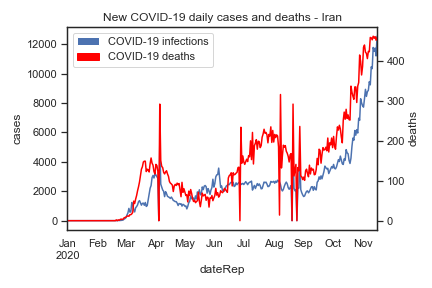 New COVID-19 daily cases and deaths - Iran
COVID-19 infections
COVID-19 deaths
cases
12000
10000
8000
6000
4000
2000
0
deaths
400
300
200
100
0
Jan Feb Mar Apr May Jun Jul Aug Sep Oct Nov
2020
dateRep